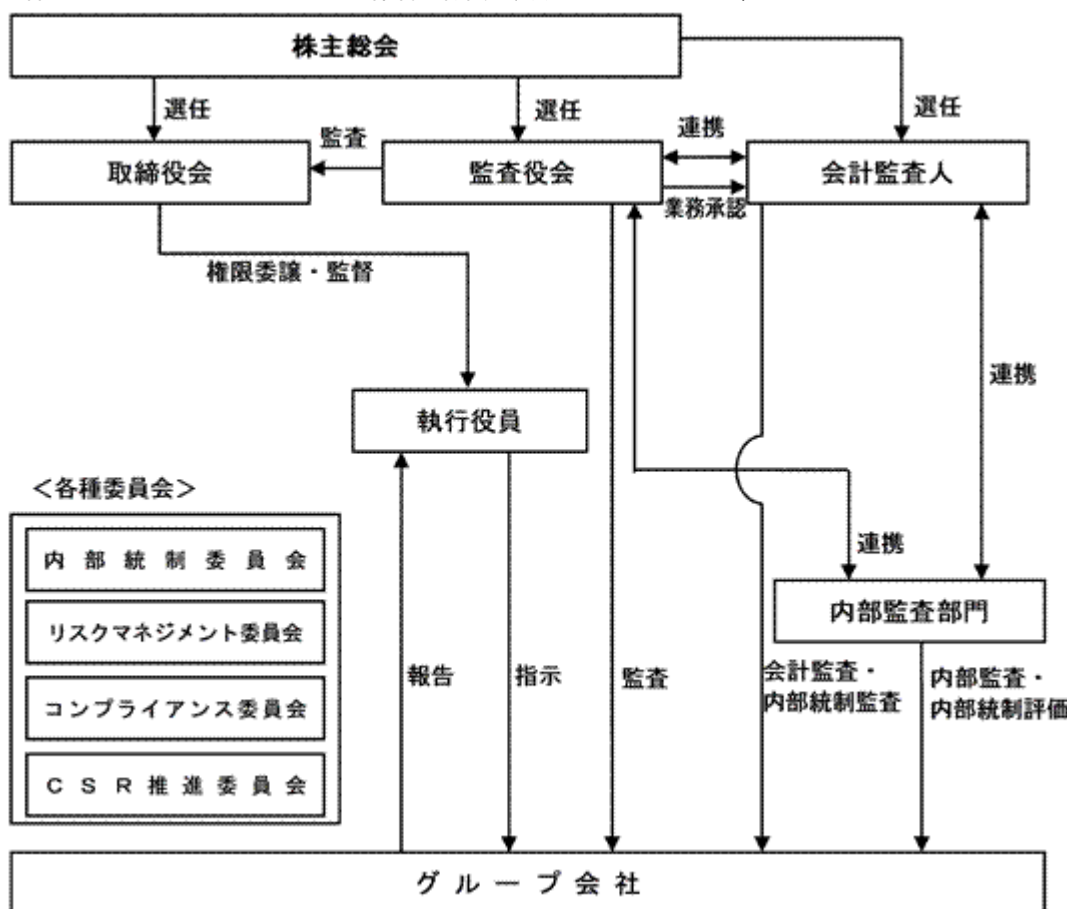 株主総会
選任
選任
選任
監査
連携
取締役会
監査役会
会計監査人
業務承認
権限委譲・監督
連携
執行役員
<各種委員会>
内部統制委員会
連携
リスクマネジメント委員会
内部監査部門
コンプライアンス委員会
報告
指示
監査
会計監査・
内部統制監査
内部監査・
内部統制評価
CSR推進委員会
グループ会社